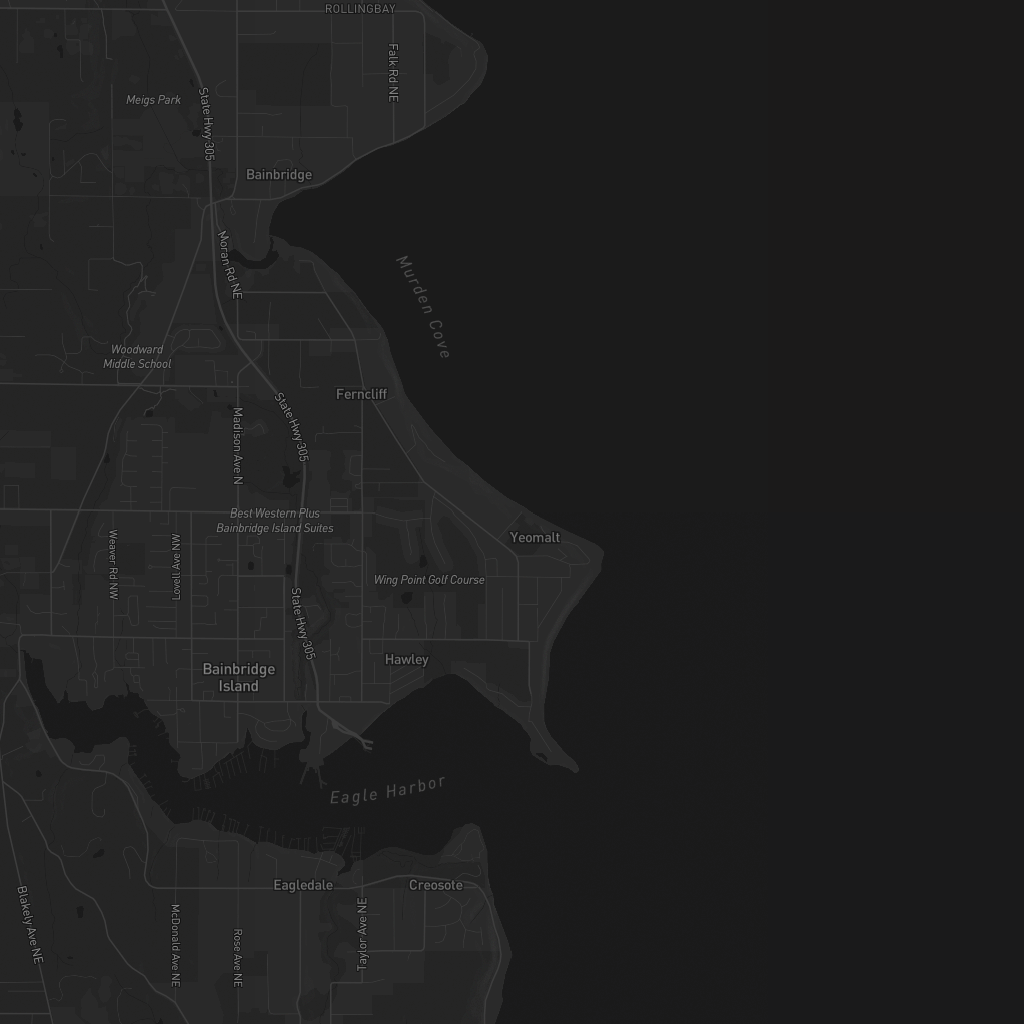 ROLLINGBAY
Falk Rd NE
Meigs Park
State Hwy 305
Bainbridge
Moran Rd NE
Murden Cove
Woodward
Middle School
Ferncliff
State Hwy 305
Madison Ave N
Best Western Plus
Bainbridge Island Suites
Yeomalt
Weaver Rd NW
Lovell Ave NW
Wing Point Golf Course
State Hwy 305
Hawley
Bainbridge
Island
Eagle Harbor
Eagledale
Creosote
Blakely Ave NE
McDonald Ave NE
Rose Ave NE
Taylor Ave NE